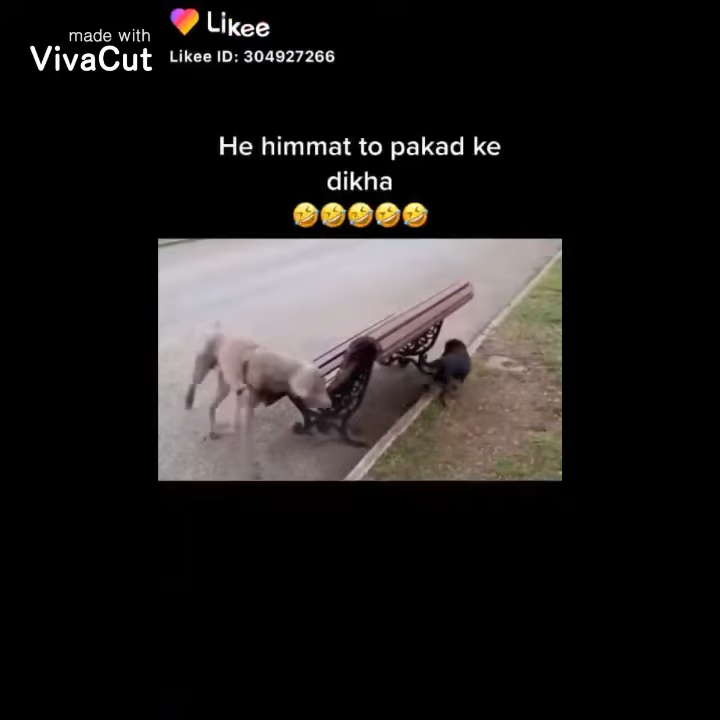 made with
VivaCut
Likee
Likee ID: 304927266
He himmat to pakad ke
dikha
🤣🤣🤣🤣🤣